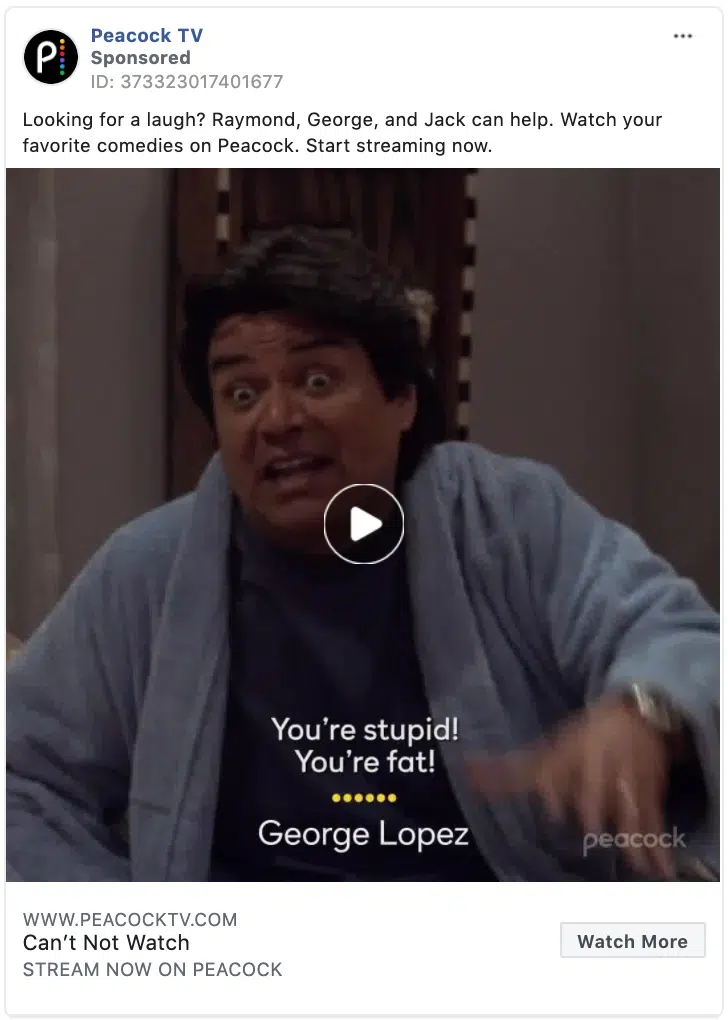 Peacock TV
Sponsored
ID: 373323017401677
Looking for a laugh? Raymond, George, and Jack can help. Watch your
favorite comedies on Peacock. Start streaming now.
You’re stupid!
You’re fat!
George Lopez
peacock
WWW.PEACOCKTV.COM
Can’t Not Watch
STREAM NOW ON PEACOCK
Watch More